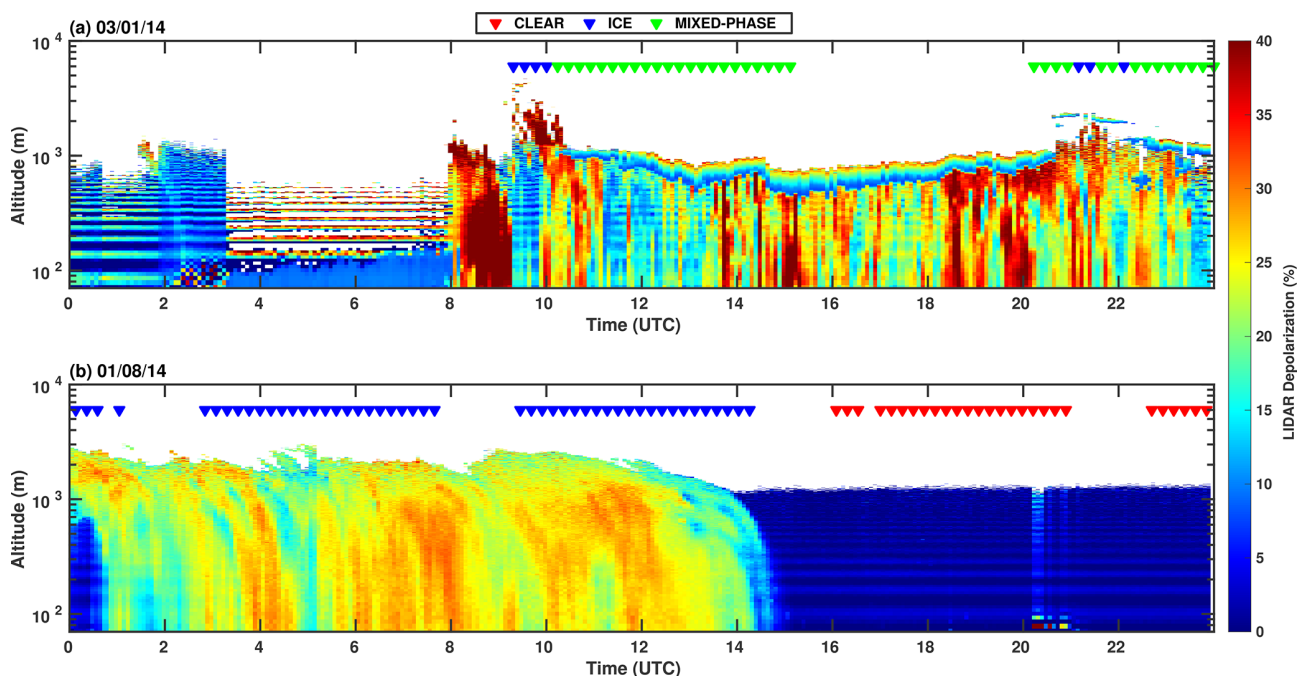 CLEAR ICE MIXED-PHASE
(a) 03/01/14
10 4
10 3
10 2
Altitude (m)
0 2 4 6 8 10 12 14 16 18 20 22
Time (UTC)
(b) 01/08/14
10 4
10 3
10 2
Altitude (m)
0 2 4 6 8 10 12 14 16 18 20 22
Time (UTC)
40
35
30
25
20
15
10
5
0
LIDAR Depolarization (%)